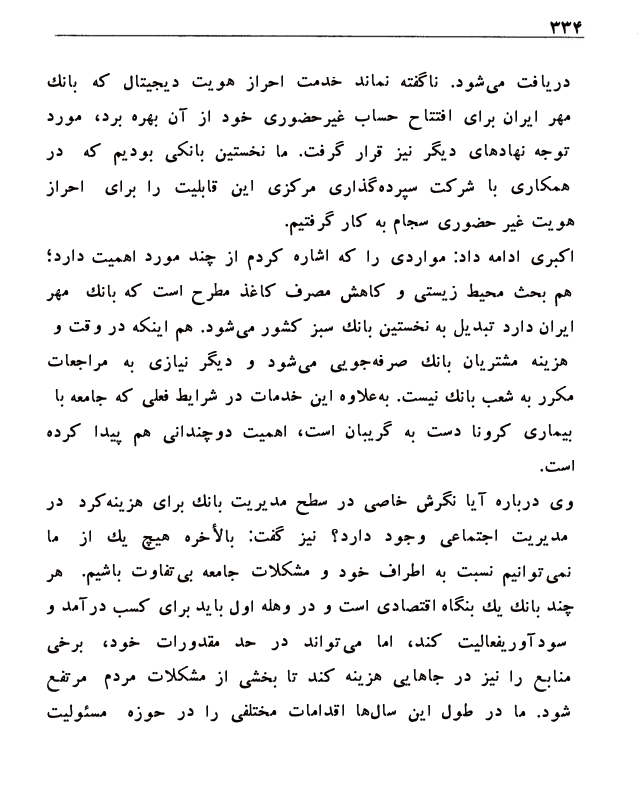 ۳۳۴
دریافت می‌شود. ناگفته نماند خدمت احراز هویت دیجیتال که بانك
مهر ایران برای افتتاح حساب غیرحضوری خود از آن بهره برد، مورد
توجه نهادهای دیگر نیز قرار گرفت. ما نخستین بانکی بودیم که در
همکاری با شرکت سپرده‌گذاری مرکزی این قابلیت را برای احراز
هویت غیر حضوری سجام به کار گرفتیم.
اکبری ادامه داد: مواردی را که اشاره کردم از چند مورد اهمیت دارد؛
هم بحث محیط زیستی و کاهش مصرف کاغذ مطرح است که بانك مهر
ایران دارد تبدیل به نخستین بانك سبز کشور می‌شود. هم اینکه در وقت و
هزینه مشتریان بانك صرفه‌جویی می‌شود و دیگر نیازی به مراجعات
مکرر به شعب بانك نیست. به‌علاوه این خدمات در شرایط فعلی که جامعه با
بیماری کرونا دست به گریبان است، اهمیت دوچندانی هم پیدا کرده
است.
وی درباره آیا نگرش خاصی در سطح مدیریت بانك برای هزینه‌کرد در
مدیریت اجتماعی وجود دارد؟ نیز گفت: بالأخره هیچ یك از ما
نمی‌توانیم نسبت به اطراف خود و مشکلات جامعه بی‌تفاوت باشیم. هر
چند بانك یك بنگاه اقتصادی است و در وهله اول باید برای کسب درآمد و
سودآوریفعالیت کند، اما می‌تواند در حد مقدورات خود، برخی
منابع را نیز در جاهایی هزینه کند تا بخشی از مشکلات مردم مرتفع
شود. ما در طول این سال‌ها اقدامات مختلفی را در حوزه مسئولیت